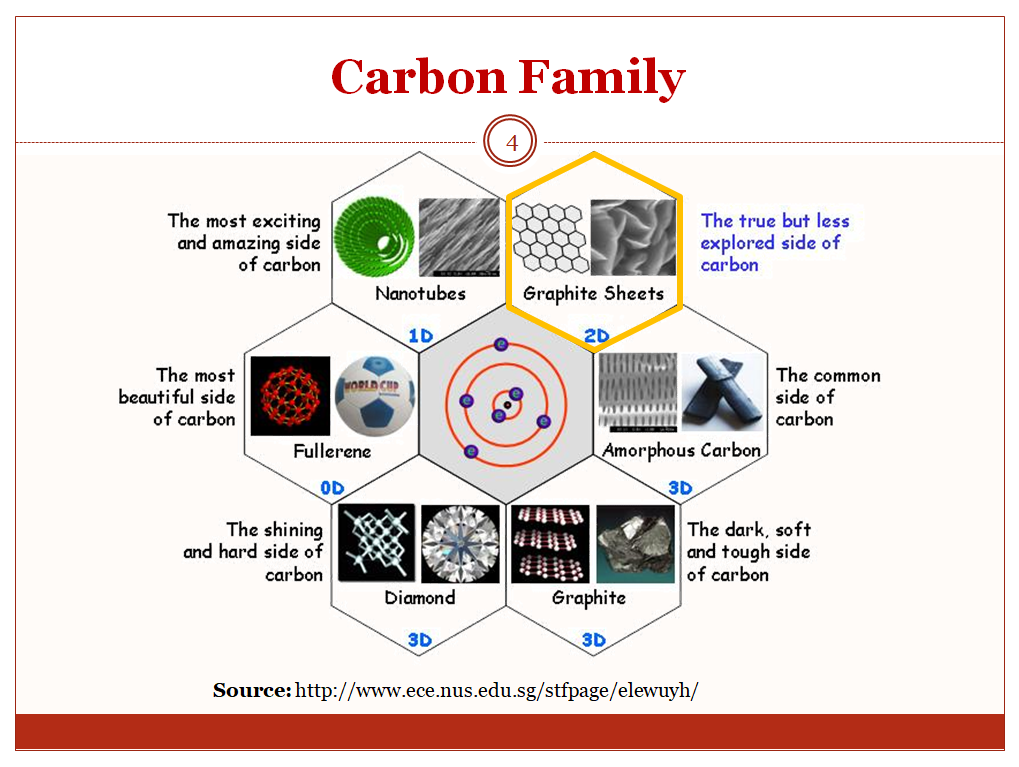 Carbon Family
4
The most exciting
and amazing side
of carbon
Nanotubes
1D
Graphite Sheets
2D
The true but less
explored side of
carbon
The most
beautiful side
of carbon
WORLD CUP
Fullerene
0D
e
e
e
e
e
e
Amorphous Carbon
3D
The common
side of
carbon
The shining
and hard side of
carbon
Diamond
3D
Graphite
3D
The dark, soft
and tough side
of carbon
Source: http://www.ece.nus.edu.sg/stfpage/elewuyh/